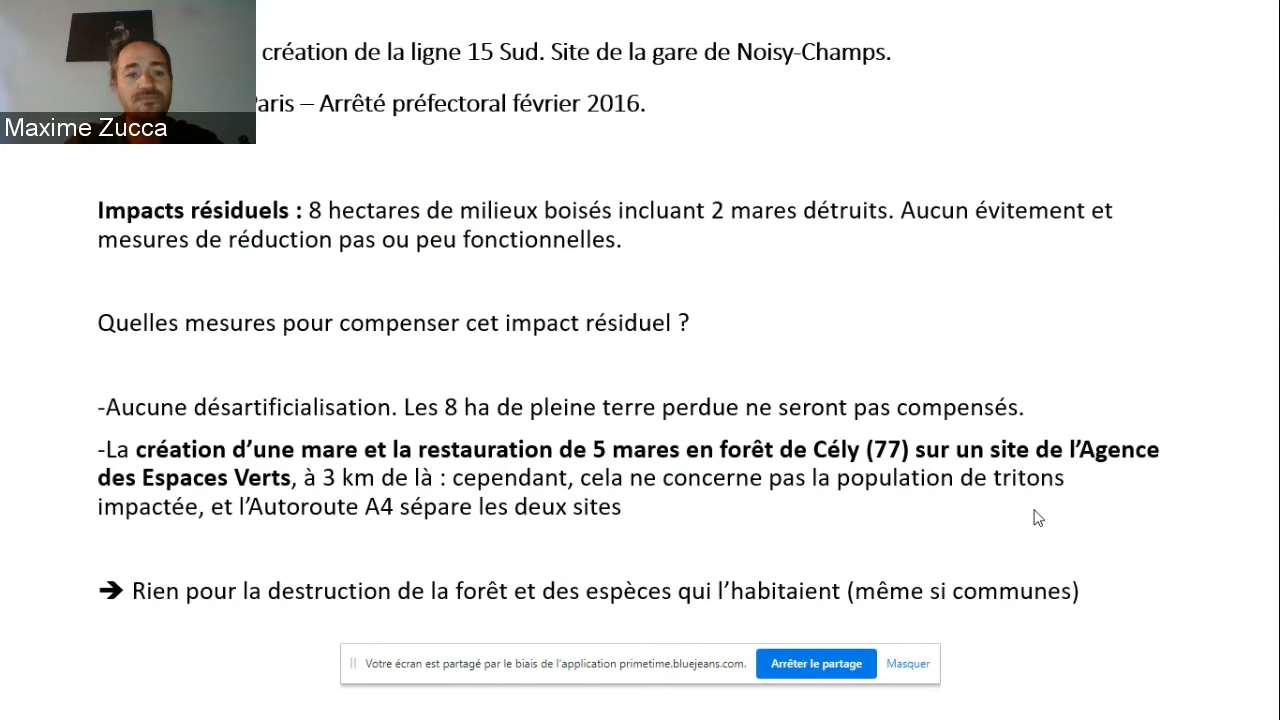 création de la ligne 15 Sud. Site de la gare de Noisy-Champs.
Paris – Arrêté préfectoral février 2016.
Maxime Zucca
Impacts résiduels : 8 hectares de milieux boisés incluant 2 mares détruits. Aucun évitement et
mesures de réduction pas ou peu fonctionnelles.
Quelles mesures pour compenser cet impact résiduel ?
-Aucune désartificialisation. Les 8 ha de pleine terre perdue ne seront pas compensés.
-La création d’une mare et la restauration de 5 mares en forêt de Cély (77) sur un site de l’Agence
des Espaces Verts, à 3 km de là : cependant, cela ne concerne pas la population de tritons
impactée, et l’Autoroute A4 sépare les deux sites
➔ Rien pour la destruction de la forêt et des espèces qui l’habitaient (même si communes)
Votre écran est partagé par le biais de l'application primetime.bluejeans.com. Arrêter le partage Masquer